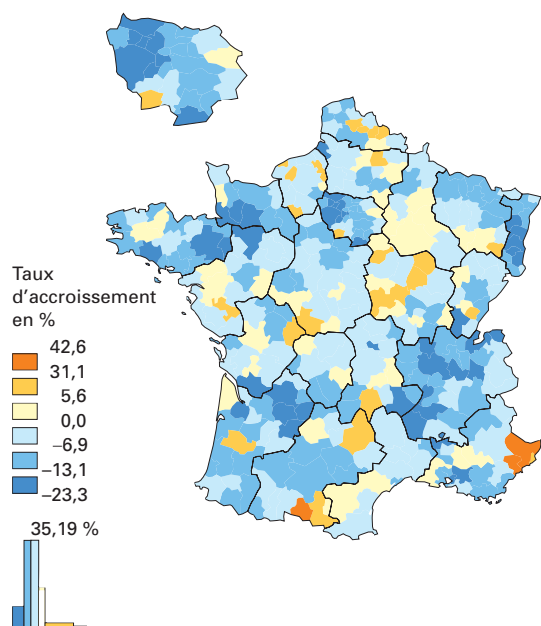 Taux
d’accroissement
en %
42,6
31,1
5,6
0,0
−6,9
−13,1
−23,3
35,19 %